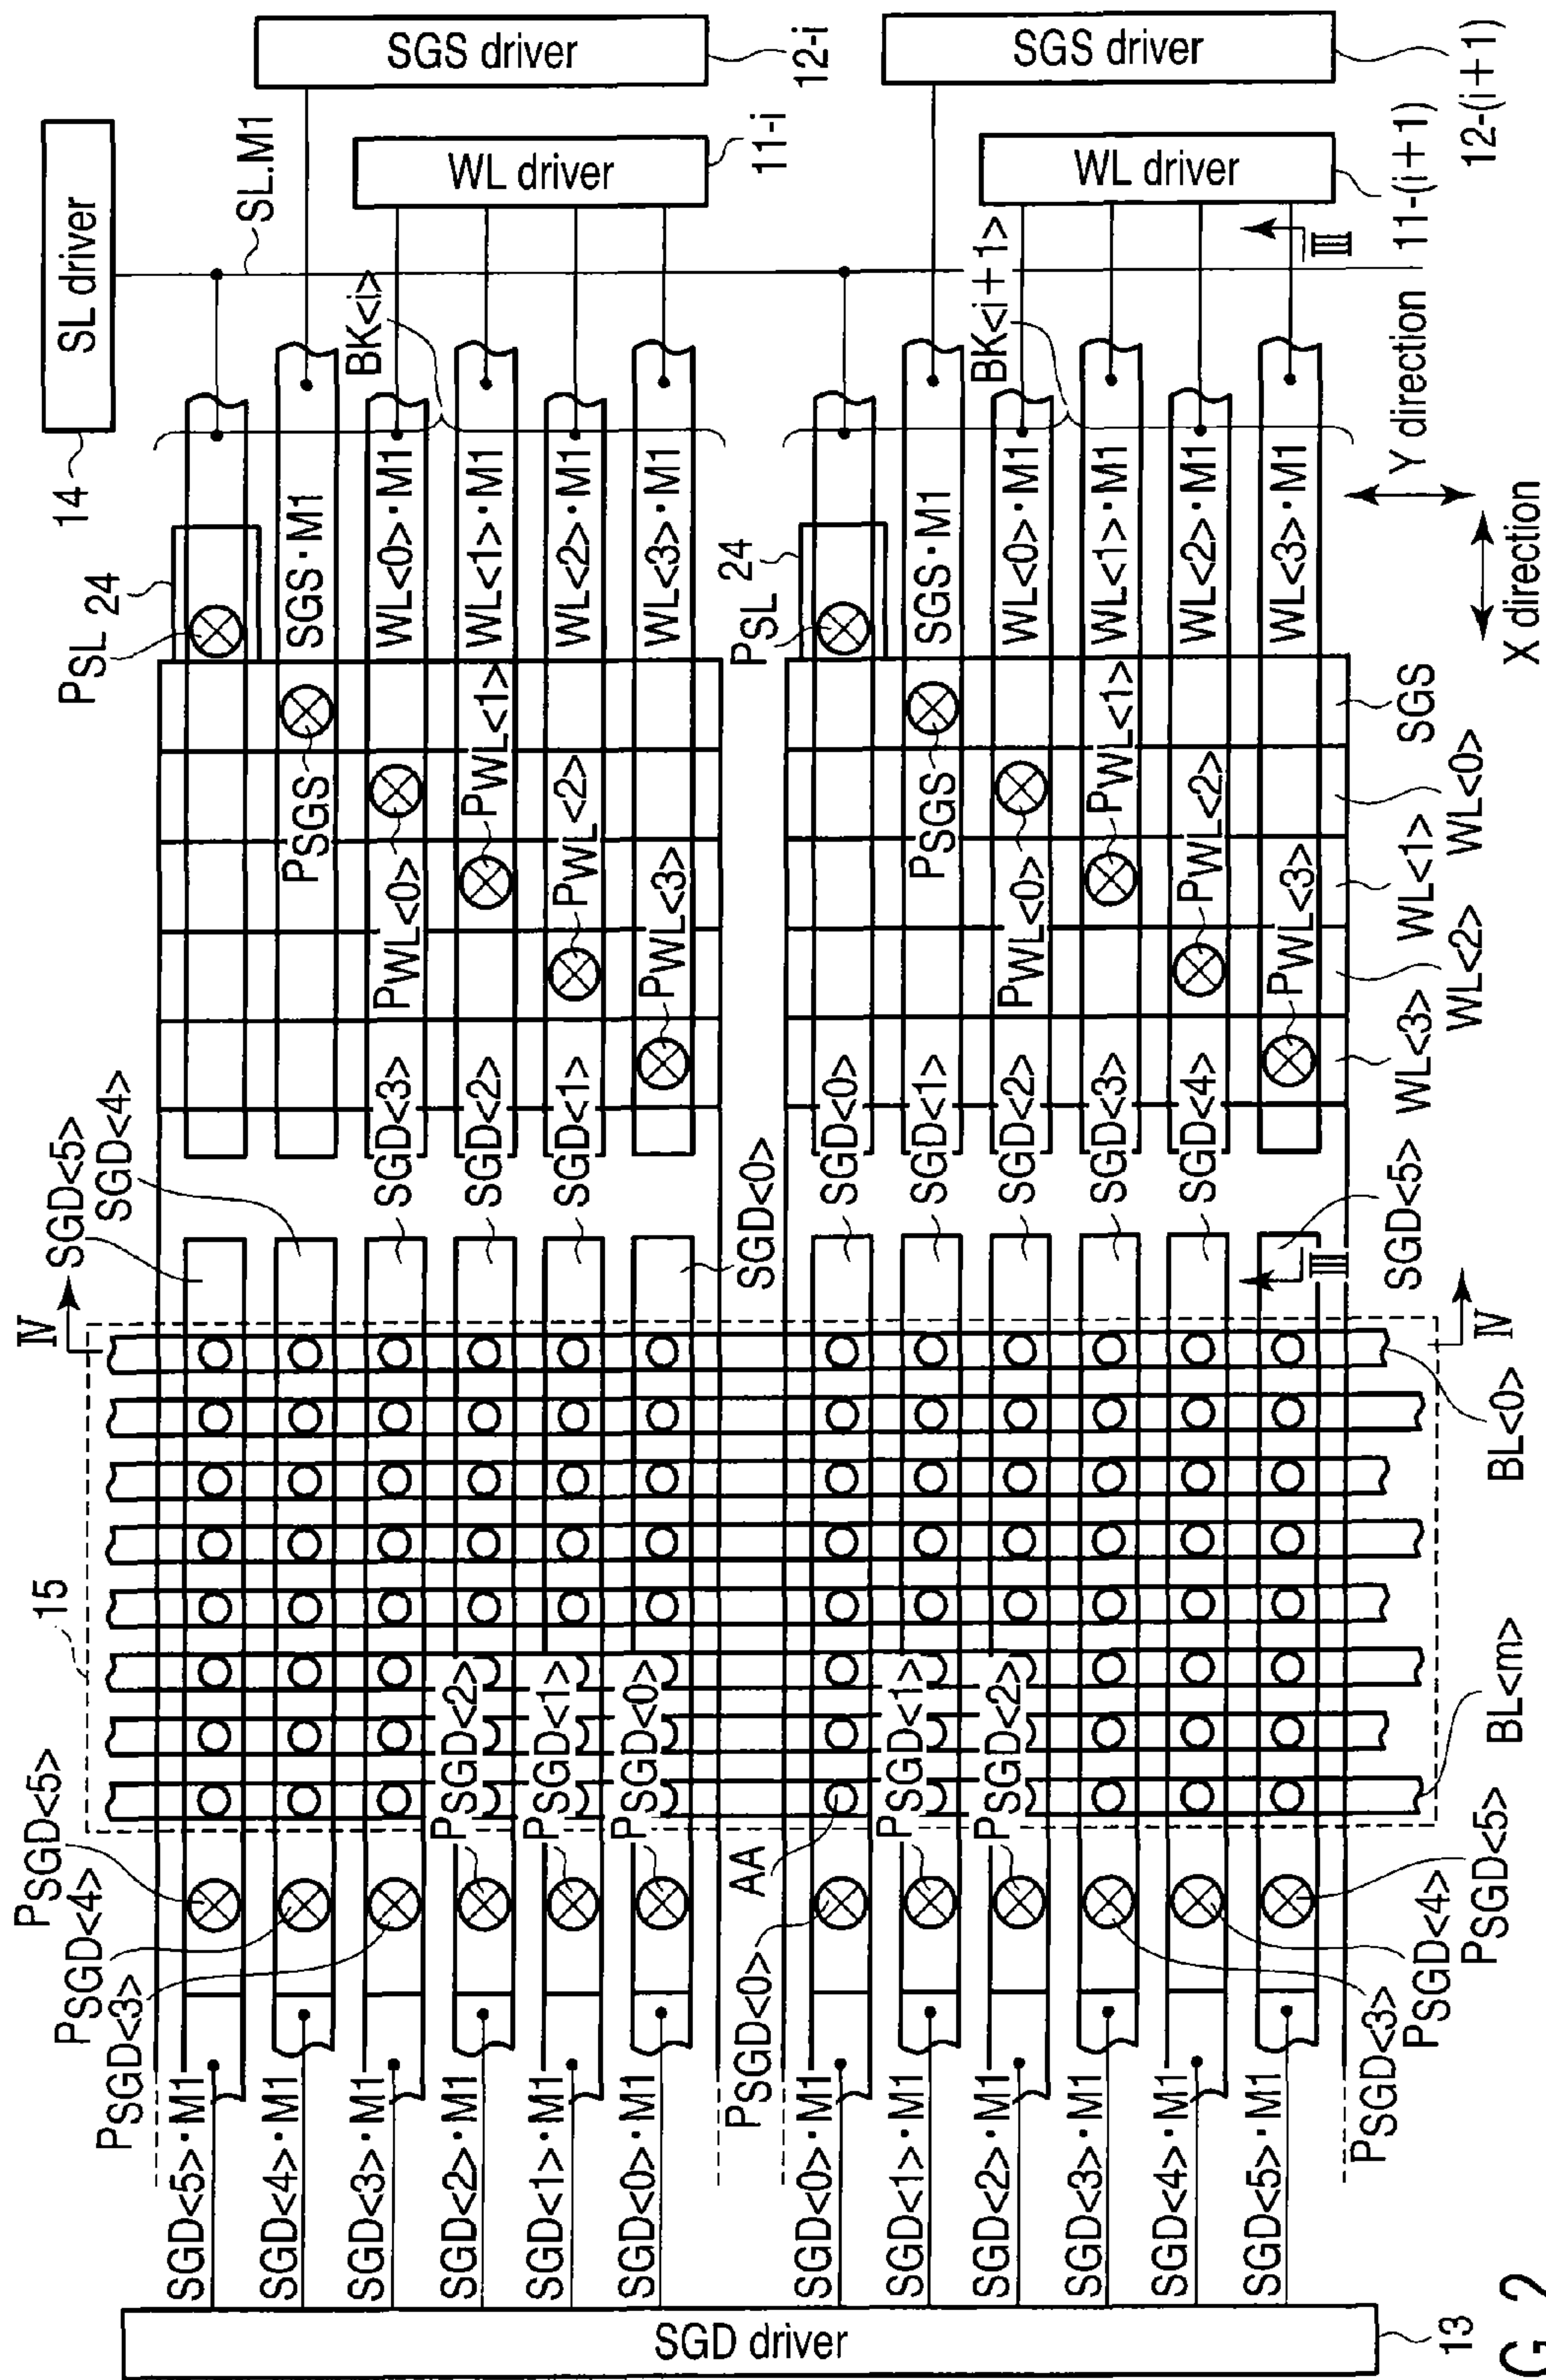 SL driver
14
SL.M1
SGS driver
12-i
WL driver
11-i
SGS driver
12-(i+1)
WL driver
11-(i+1)
BK<i>
BK<i+1>
III
Y direction
X direction
PSL
24
SGS·M1
WL<0>·M1
WL<1>·M1
WL<2>·M1
WL<3>·M1
PSL
24
SGS·M1
WL<0>·M1
WL<1>·M1
WL<2>·M1
WL<3>·M1
PSGS
PWL<0>
PWL<1>
PWL<2>
PWL<3>
PSGS
PWL<0>
PWL<1>
PWL<2>
PWL<3>
SGS
WL<0>
WL<1>
WL<2>
WL<3>
SGD<5>
SGD<4>
SGD<3>
SGD<2>
SGD<1>
SGD<0>
SGD<0>
SGD<1>
SGD<2>
SGD<3>
SGD<4>
SGD<5>
III
IV
IV
15
BL<0>
BL<m>
AA
PSGD<5>
PSGD<4>
PSGD<3>
PSGD<2>
PSGD<1>
PSGD<0>
PSGD<0>
PSGD<1>
PSGD<2>
PSGD<3>
PSGD<4>
PSGD<5>
SGD<5>·M1
SGD<4>·M1
SGD<3>·M1
SGD<2>·M1
SGD<1>·M1
SGD<0>·M1
SGD<0>·M1
SGD<1>·M1
SGD<2>·M1
SGD<3>·M1
SGD<4>·M1
SGD<5>·M1
SGD driver
13
G. 2